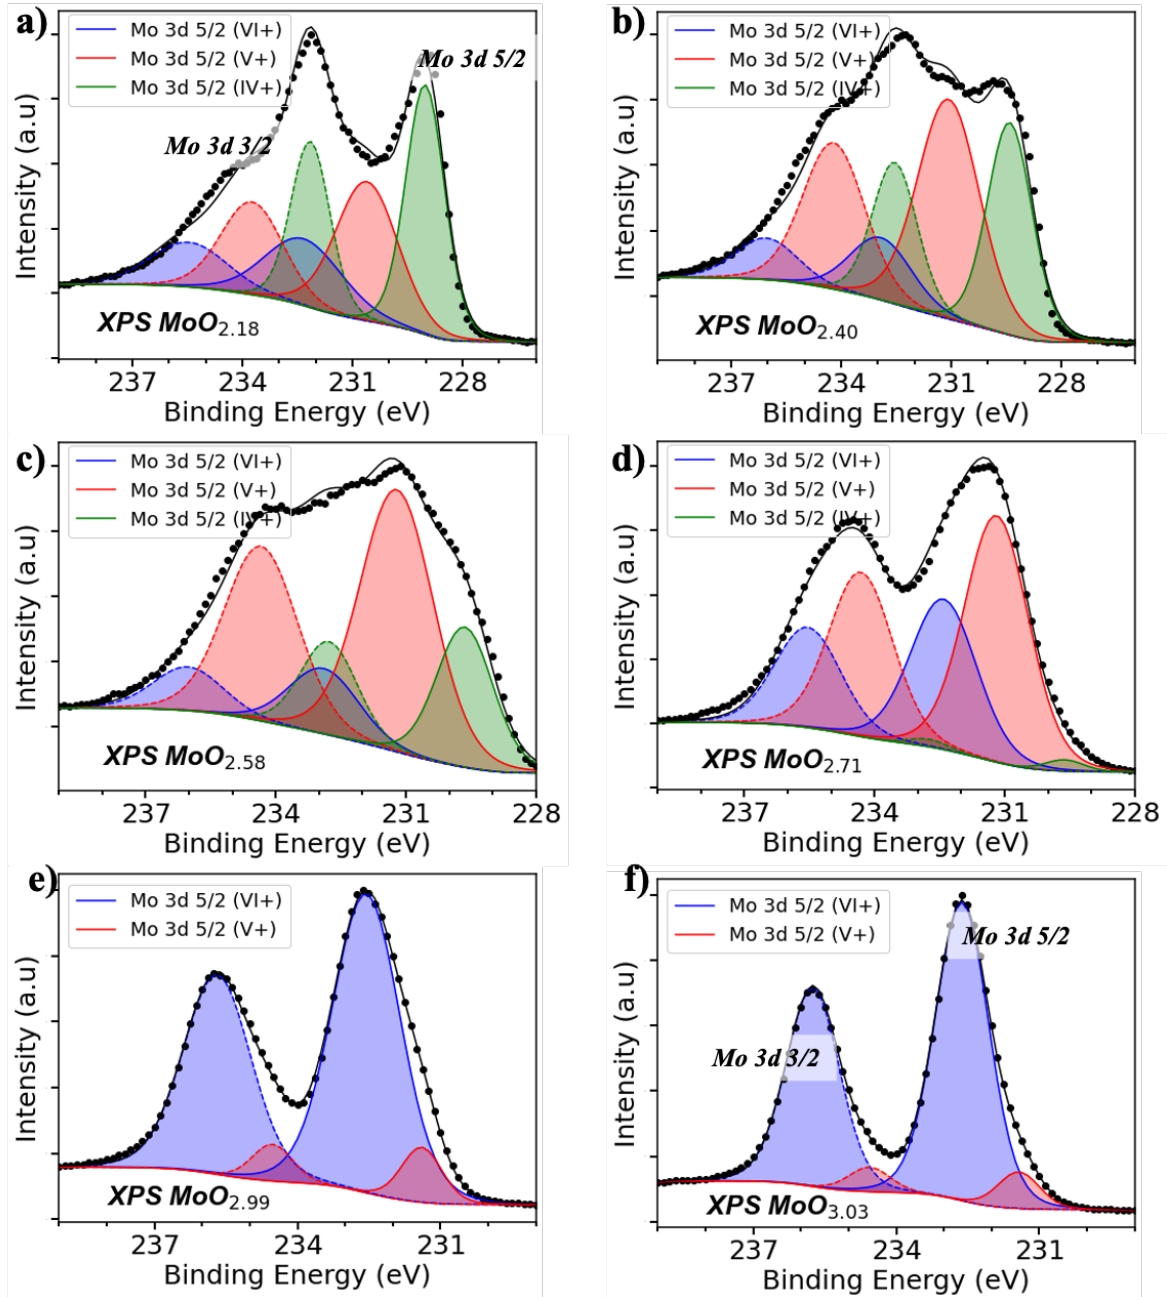 a)
Mo 3d 5/2 (VI+)
Mo 3d 5/2 (V+)
Mo 3d 5/2 (IV+)
Mo 3d 5/2
Mo 3d 3/2
XPS MoO2.18
Intensity (a.u)
237 234 231 228
Binding Energy (eV)
b)
Mo 3d 5/2 (VI+)
Mo 3d 5/2 (V+)
Mo 3d 5/2 (IV+)
XPS MoO2.40
Intensity (a.u)
237 234 231 228
Binding Energy (eV)
c)
Mo 3d 5/2 (VI+)
Mo 3d 5/2 (V+)
Mo 3d 5/2 (IV+)
XPS MoO2.58
Intensity (a.u)
237 234 231 228
Binding Energy (eV)
d)
Mo 3d 5/2 (VI+)
Mo 3d 5/2 (V+)
Mo 3d 5/2 (IV+)
XPS MoO2.71
Intensity (a.u)
237 234 231 228
Binding Energy (eV)
e)
Mo 3d 5/2 (VI+)
Mo 3d 5/2 (V+)
XPS MoO2.99
Intensity (a.u)
237 234 231
Binding Energy (eV)
f)
Mo 3d 5/2 (VI+)
Mo 3d 5/2 (V+)
Mo 3d 5/2
Mo 3d 3/2
XPS MoO3.03
Intensity (a.u)
237 234 231
Binding Energy (eV)